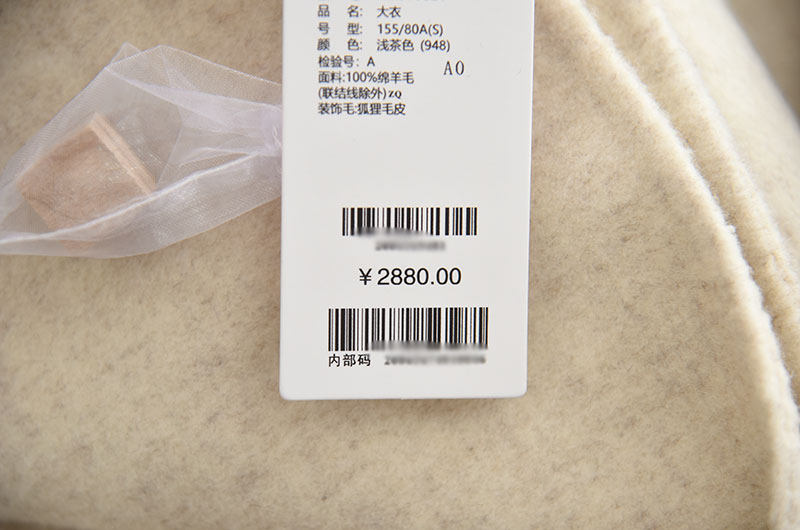 品 名: 大衣
号 型: 155/80A(S)
颜 色: 浅茶色 (948)
检验号: A
A0
面料:100%绵羊毛
(联结线除外)ZQ
装饰毛:狐狸毛皮
¥2880.00
内部码